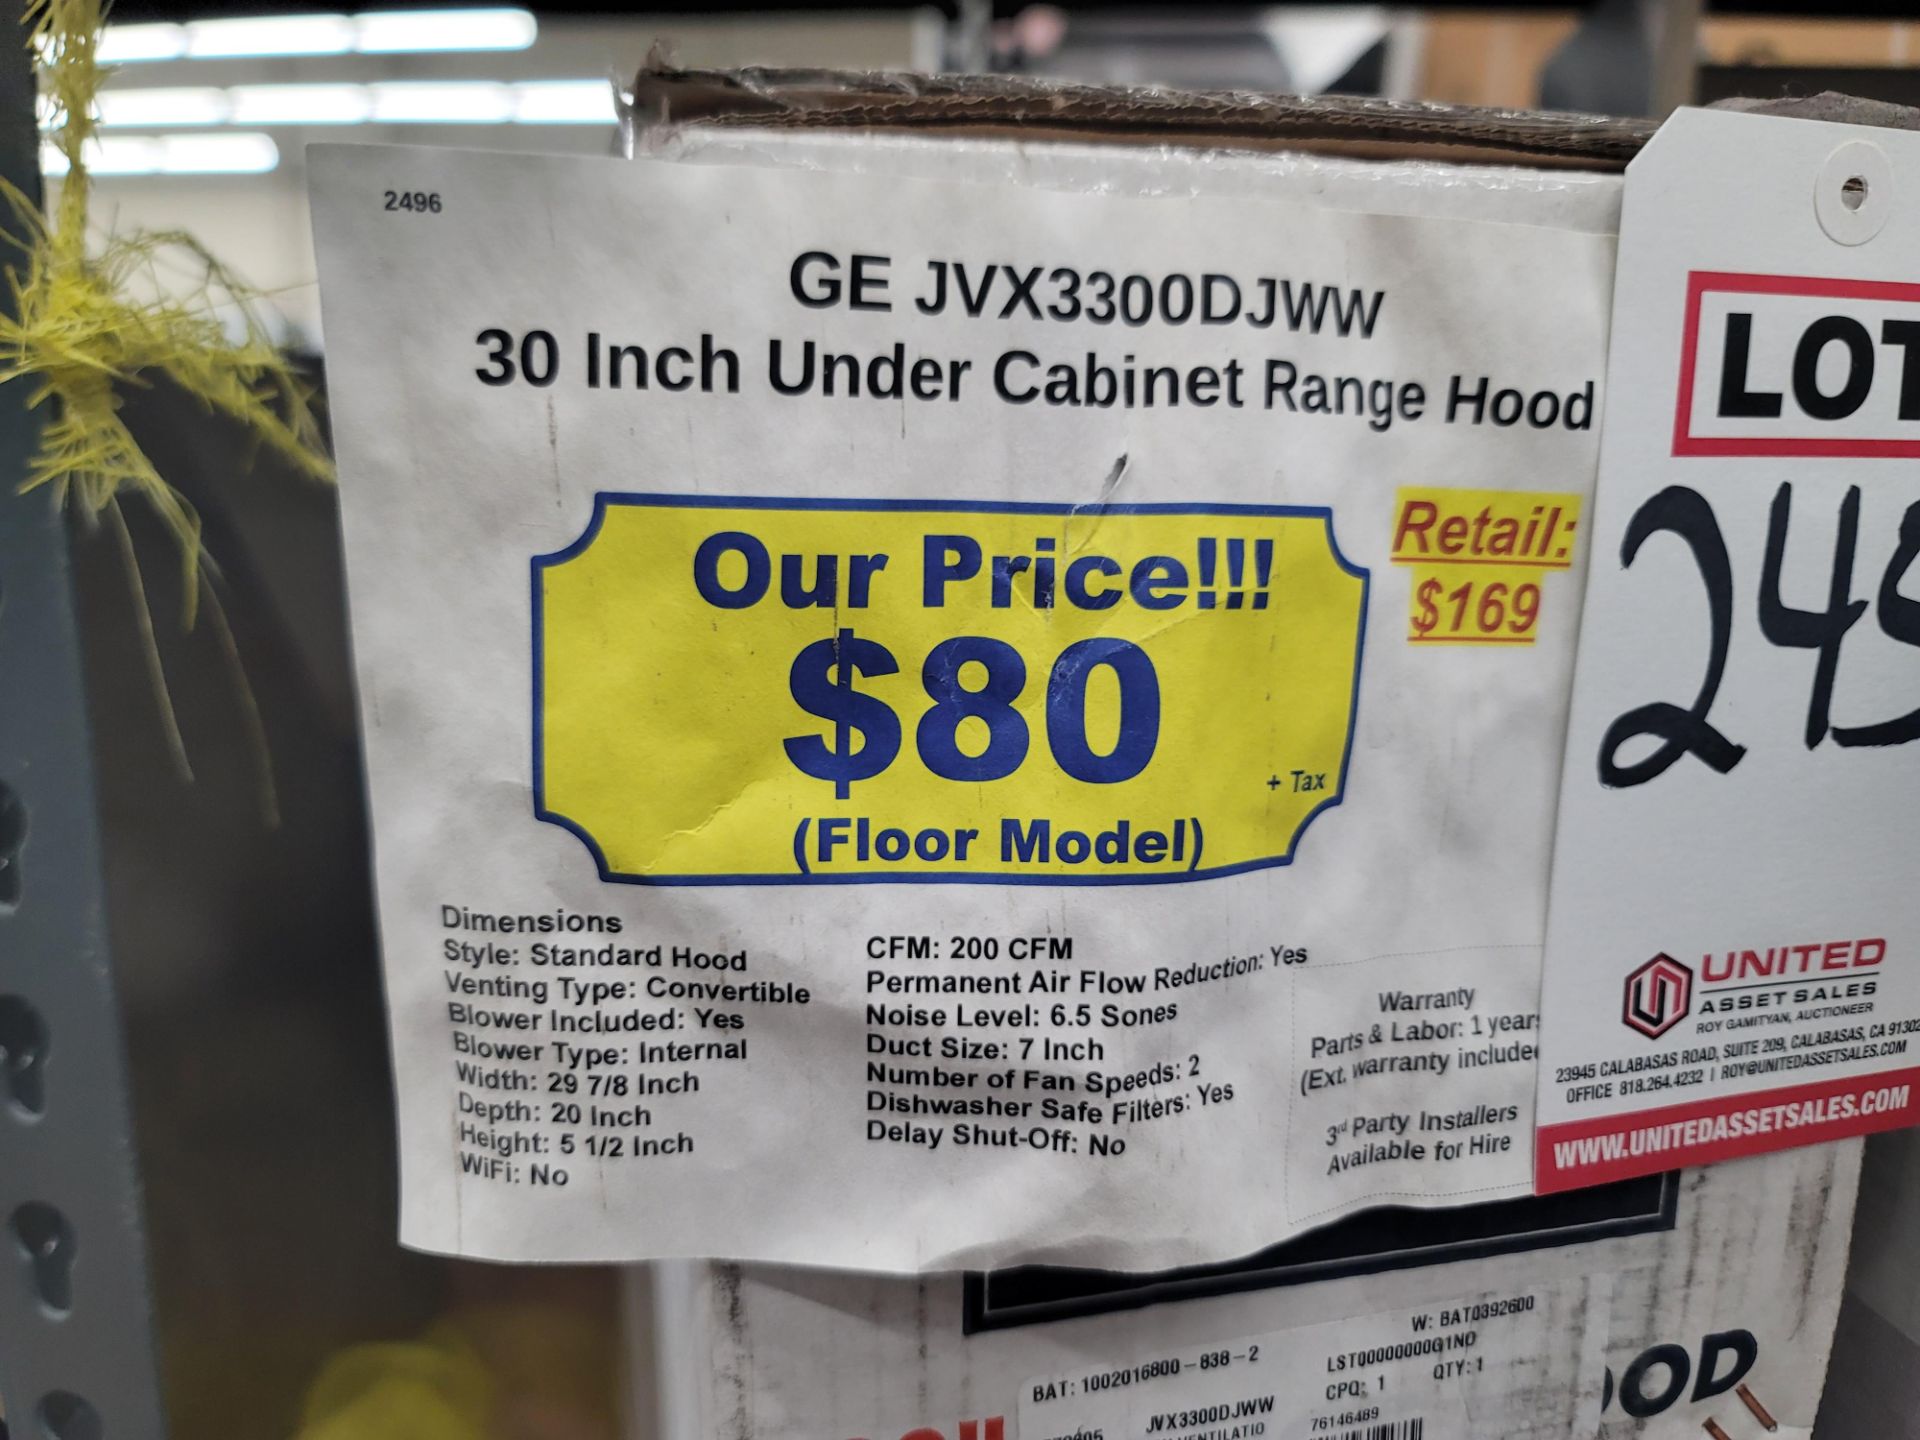 2496
GE JVX3300DJWW
30 Inch Under Cabinet Range Hood
Our Price!!!
$80
+ Tax
(Floor Model)
Retail:
$169
Dimensions
Style: Standard Hood
Venting Type: Convertible
Blower Included: Yes
Blower Type: Internal
Width: 29 7/8 Inch
Depth: 20 Inch
Height: 5 1/2 Inch
WiFi: No
CFM: 200 CFM
Permanent Air Flow Reduction: Yes
Noise Level: 6.5 Sones
Duct Size: 7 Inch
Number of Fan Speeds: 2
Dishwasher Safe Filters: Yes
Delay Shut-Off: No
Warranty
Parts & Labor: 1 year
(Ext. warranty include
3rd Party Installers
Available for Hire
LOT
24
UNITED
ASSET SALES
ROY GAMITYAN, AUCTIONEER
23945 CALABASAS ROAD, SUITE 209, CALABASAS, CA 91302
OFFICE 818.264.4232 | ROY@UNITEDASSETSALES.COM
WWW.UNITEDASSETSALES.COM
W: BAT0392600
BAT: 1002016800-838-2
QTY: 1
CPQ: 1
JVX3300DJWW
76146489
OD